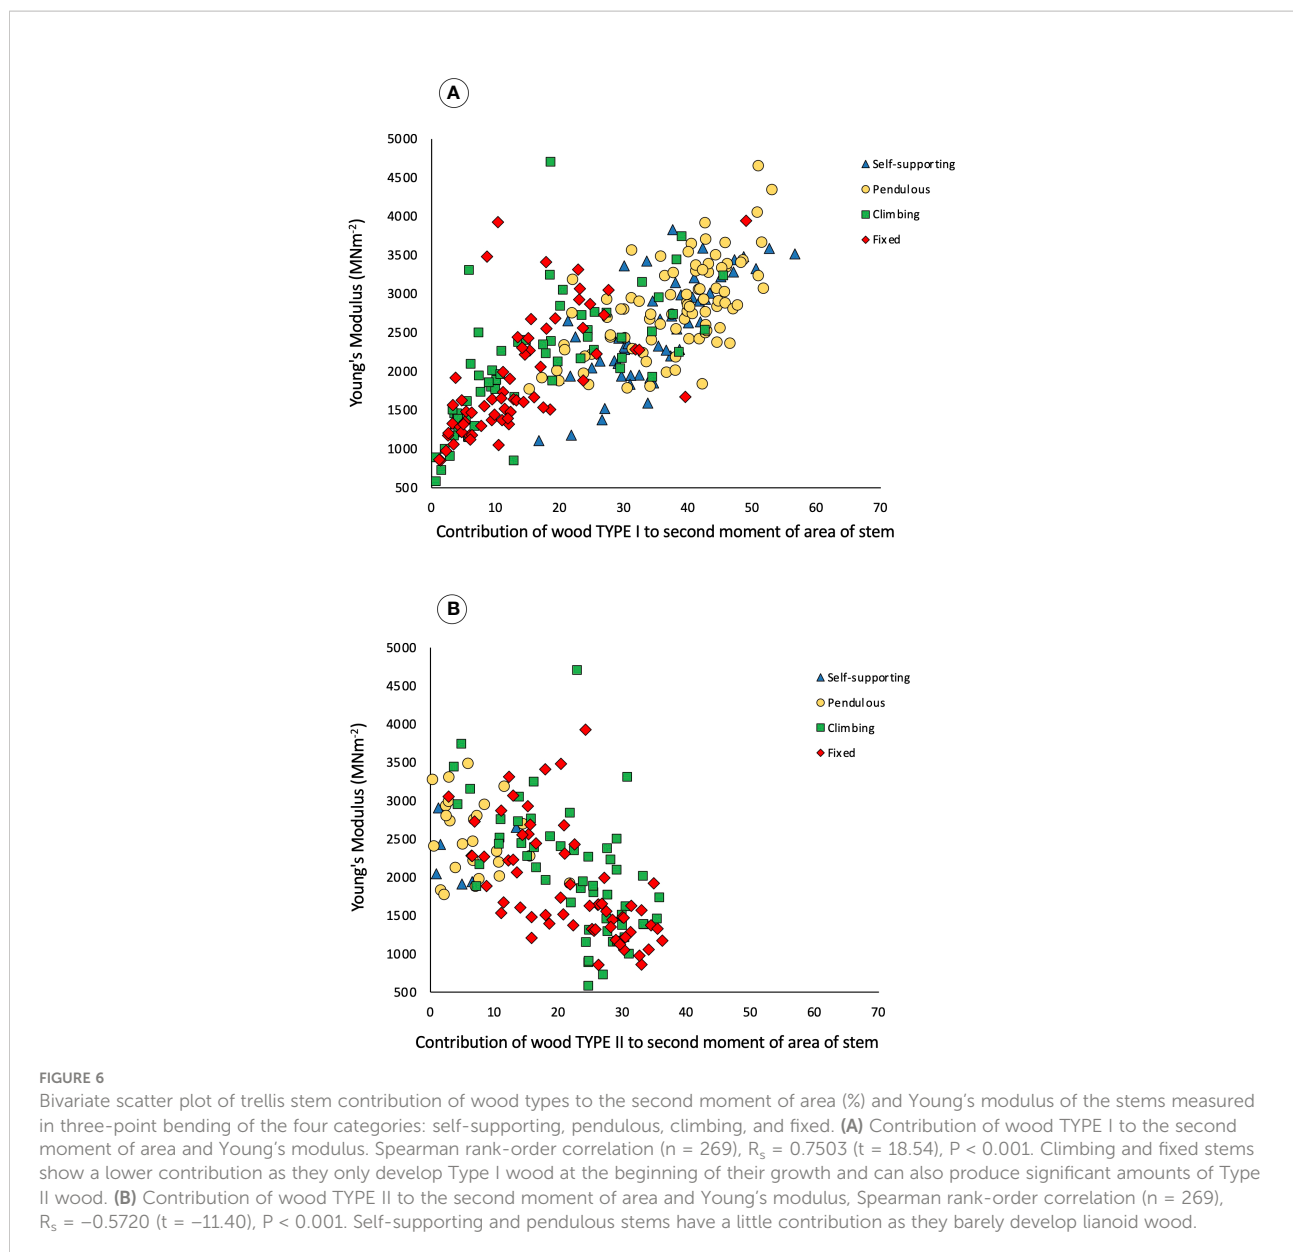 A
5000
4500
4000
3500
3000
2500
2000
1500
1000
500
Young's Modulus (MNm-2)
Self-supporting
Pendulous
Climbing
Fixed
0 10 20 30 40 50 60 70
Contribution of wood TYPE I to second moment of area of stem
B
5000
4500
4000
3500
3000
2500
2000
1500
1000
500
Young's Modulus (MNm-2)
Self-supporting
Pendulous
Climbing
Fixed
0 10 20 30 40 50 60 70
Contribution of wood TYPE II to second moment of area of stem
FIGURE 6
Bivariate scatter plot of trellis stem contribution of wood types to the second moment of area (%) and Young's modulus of the stems measured
in three-point bending of the four categories: self-supporting, pendulous, climbing, and fixed. (A) Contribution of wood TYPE I to the second
moment of area and Young's modulus. Spearman rank-order correlation (n = 269), Rs = 0.7503 (t = 18.54), P < 0.001. Climbing and fixed stems
show a lower contribution as they only develop Type I wood at the beginning of their growth and can also produce significant amounts of Type
II wood. (B) Contribution of wood TYPE II to the second moment of area and Young's modulus, Spearman rank-order correlation (n = 269),
Rs = −0.5720 (t = −11.40), P < 0.001. Self-supporting and pendulous stems have a little contribution as they barely develop lianoid wood.